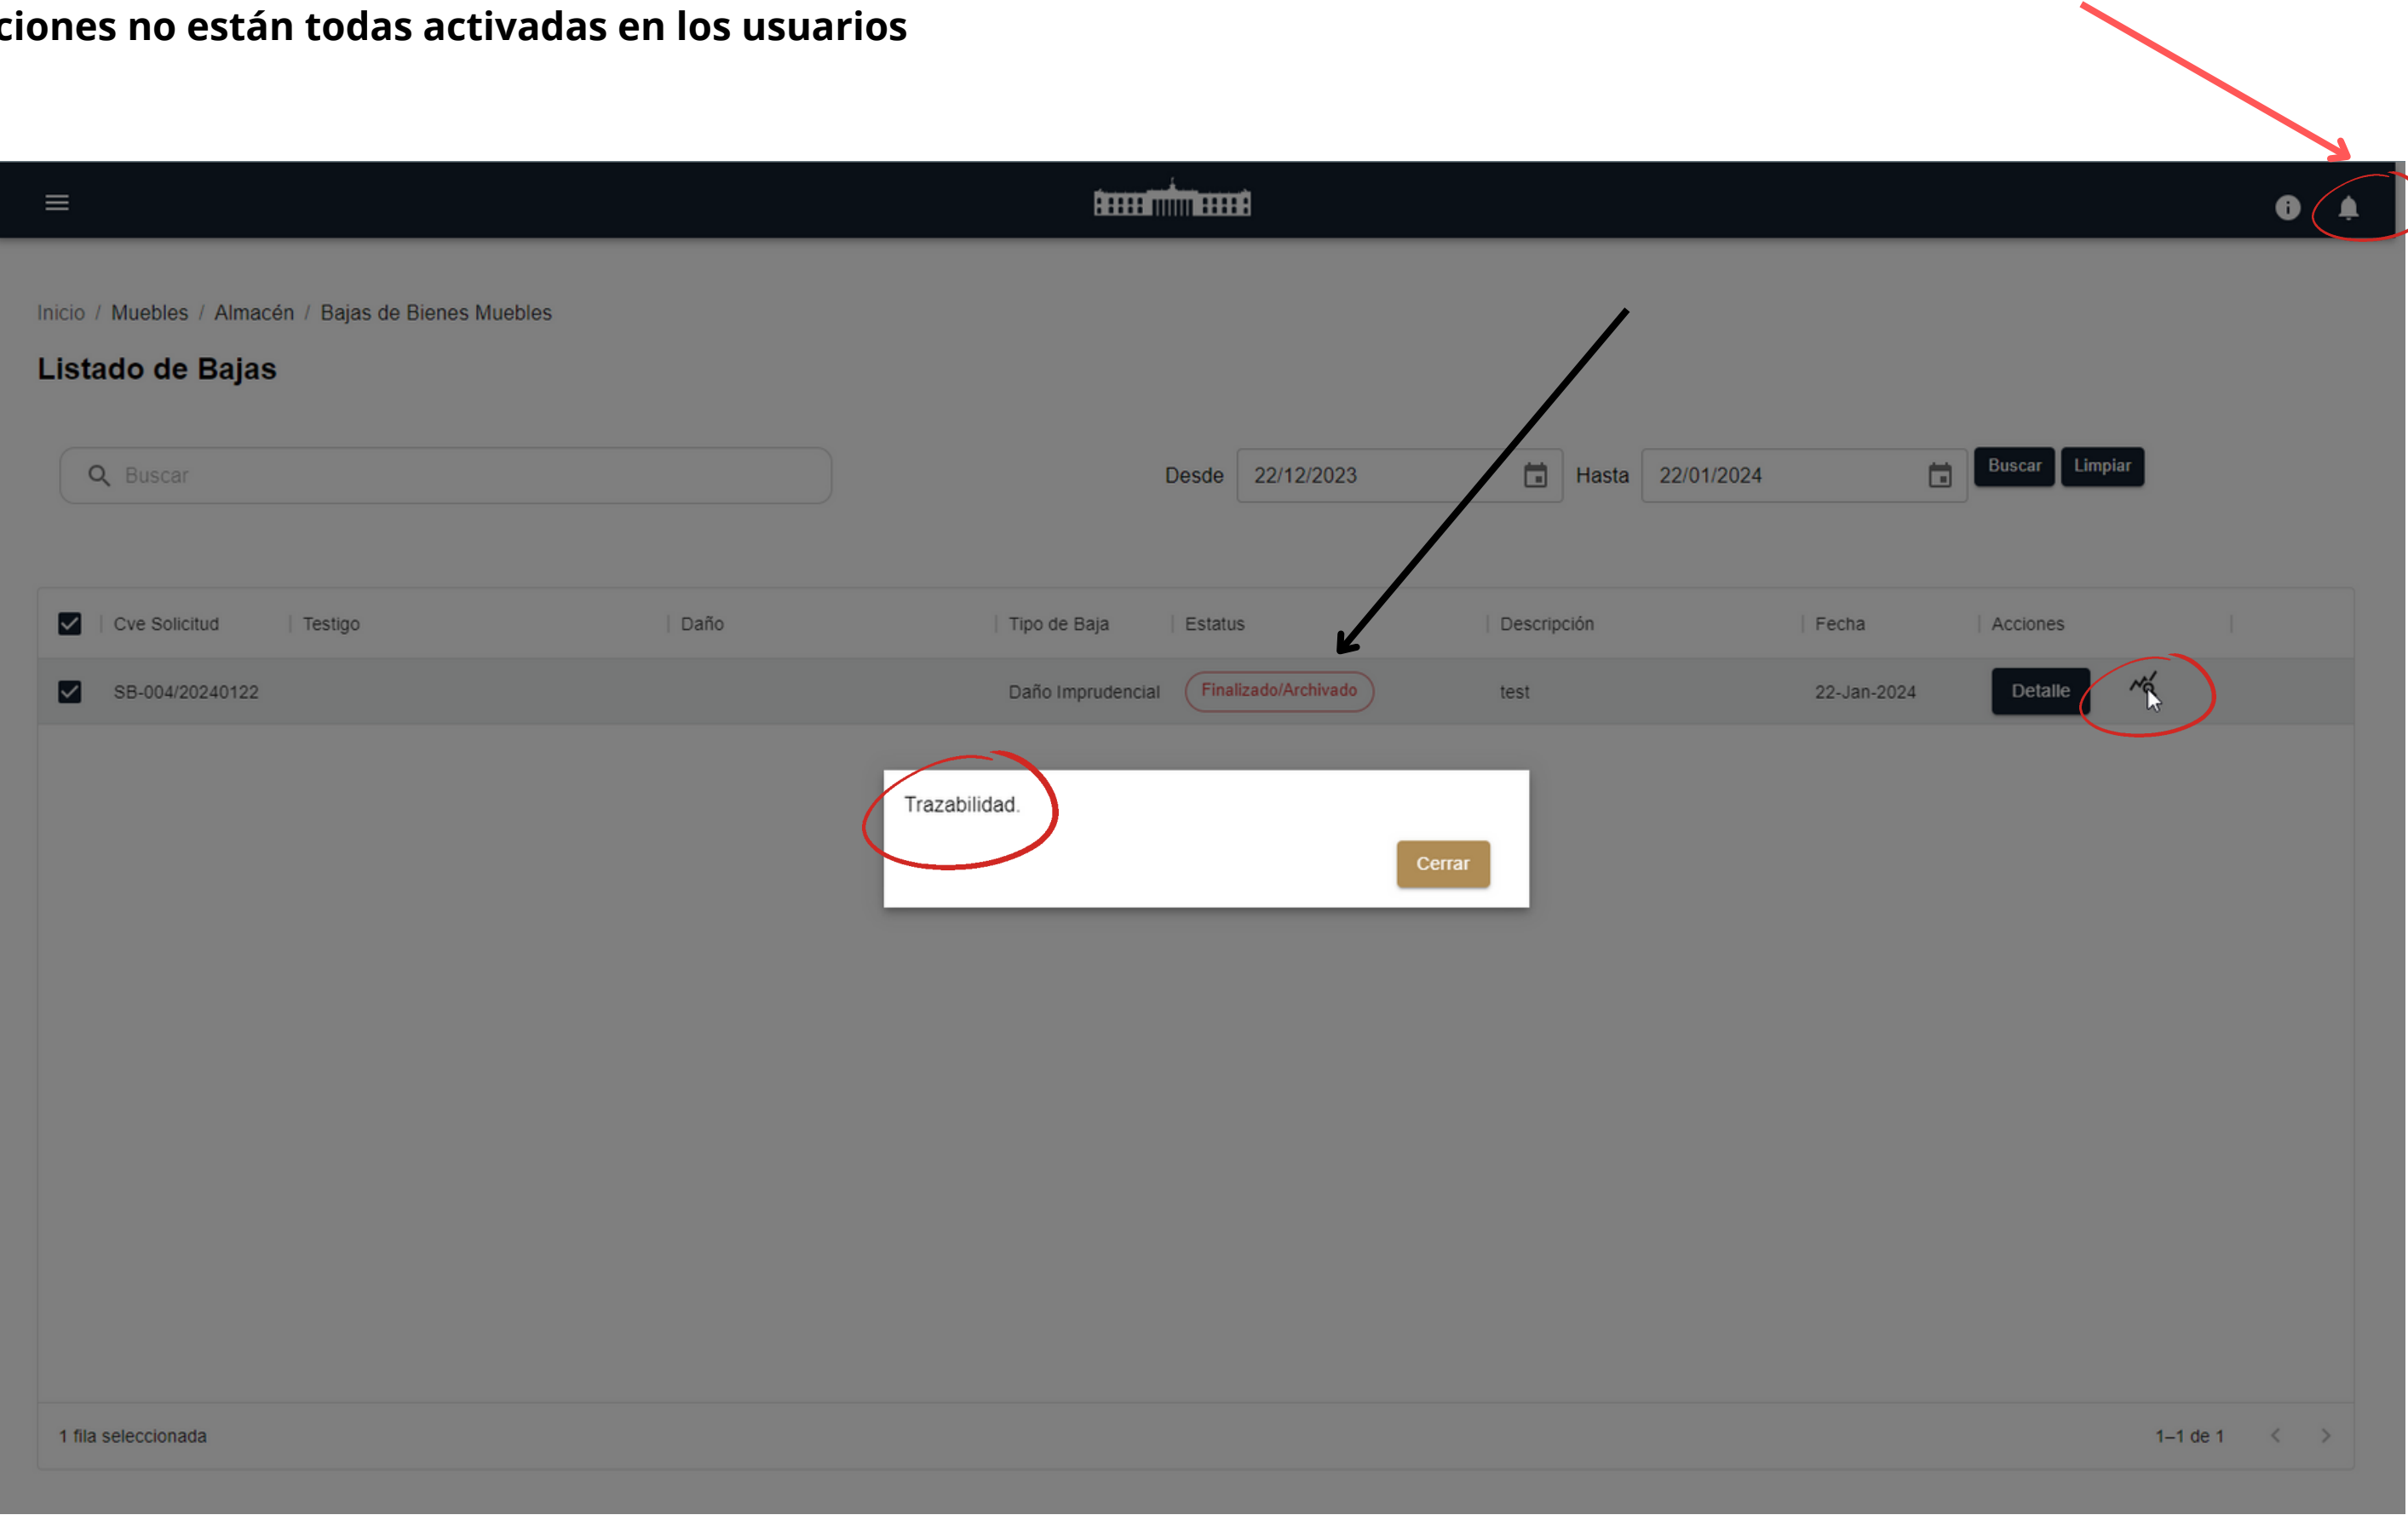 ciones no están todas activadas en los usuarios
Inicio / Muebles / Almacén / Bajas de Bienes Muebles
Listado de Bajas
Buscar
Desde 22/12/2023 Hasta 22/01/2024 Buscar Limpiar
Cve Solicitud Testigo Daño Tipo de Baja Estatus Descripción Fecha Acciones
SB-004/20240122 Daño Imprudencial Finalizado/Archivado test 22-Jan-2024 Detalle
Trazabilidad.
Cerrar
1 fila seleccionada 1–1 de 1